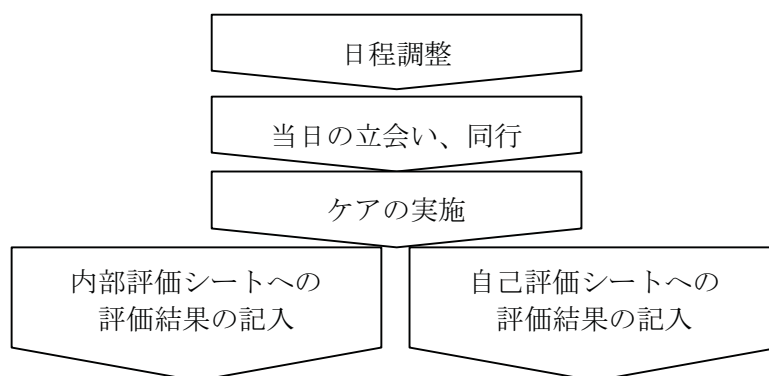 日程調整
当日の立会い、同行
ケアの実施
内部評価シートへの
評価結果の記入
自己評価シートへの
評価結果の記入